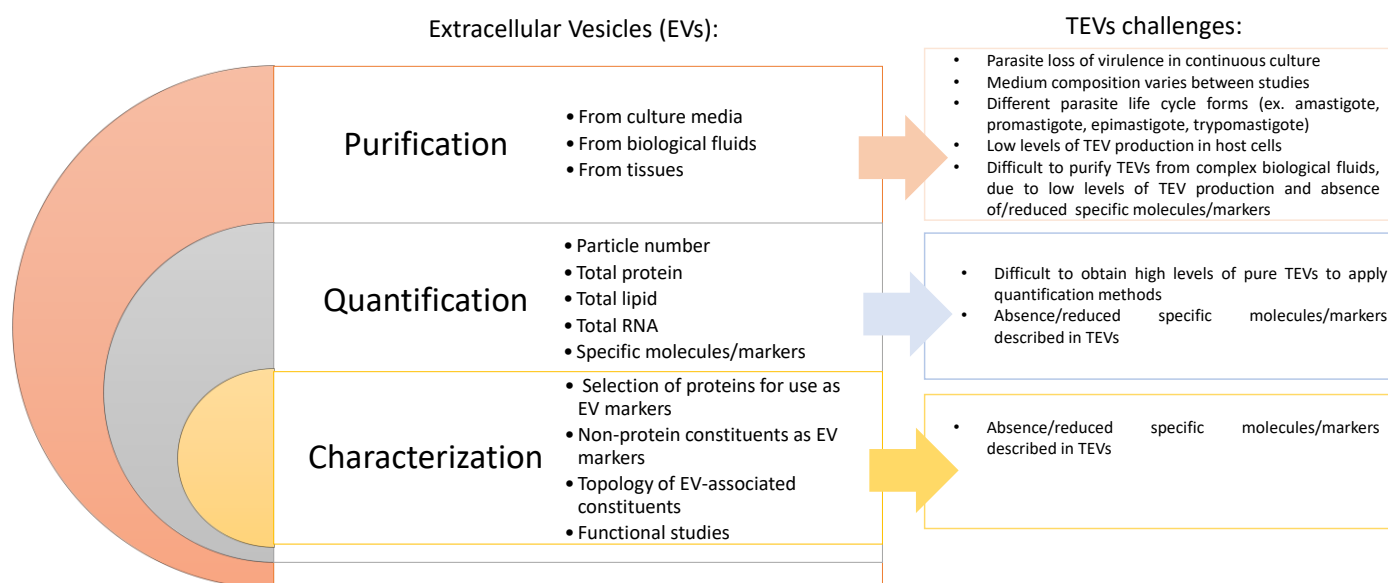 Extracellular Vesicles (EVs):
TEVs challenges:
Purification
• From culture media
• From biological fluids
• From tissues
• Parasite loss of virulence in continuous culture
• Medium composition varies between studies
• Different parasite life cycle forms (ex. amastigote,
promastigote, epimastigote, trypomastigote)
• Low levels of TEV production in host cells
• Difficult to purify TEVs from complex biological fluids,
due to low levels of TEV production and absence
of/reduced specific molecules/markers
Quantification
• Particle number
• Total protein
• Total lipid
• Total RNA
• Specific molecules/markers
• Difficult to obtain high levels of pure TEVs to apply
quantification methods
• Absence/reduced specific molecules/markers
described in TEVs
Characterization
• Selection of proteins for use as
EV markers
• Non-protein constituents as EV
markers
• Topology of EV-associated
constituents
• Functional studies
• Absence/reduced specific molecules/markers
described in TEVs